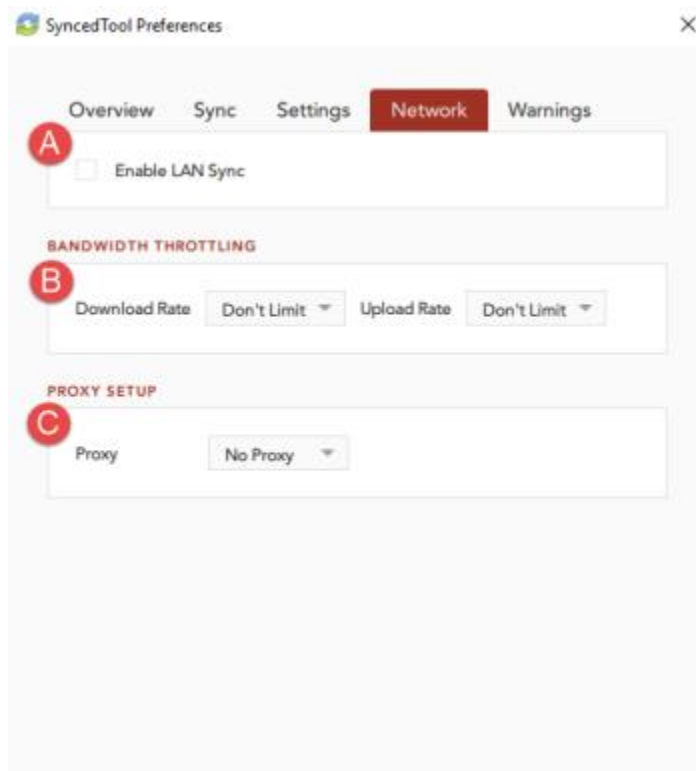 SyncedTool Preferences
Overview Sync Settings Network Warnings
A
Enable LAN Sync
BANDWIDTH THROTTLING
B
Download Rate Don't Limit Upload Rate Don't Limit
PROXY SETUP
C
Proxy No Proxy